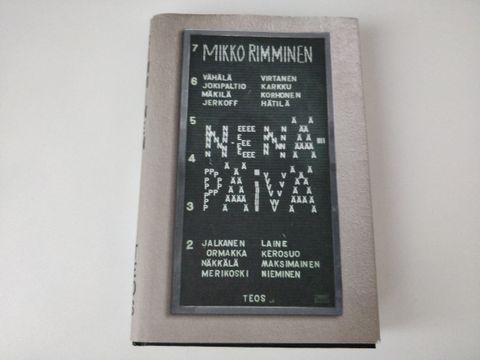 7 MIKKO RIMMINEN
6 VÄHÄLÄ VIRTANEN
JOKIPALTIO KARKKU
MÄKILÄ KORHONEN
JERKOFF HÄTILÄ
5
NENÄ-
4
PÄIVÄ
3
2 JALKANEN LAINE
ORMAKKA KEROSUO
NÄKKÄLÄ MAKSIMAINEN
MERIKOSKI NIEMINEN
TEOS